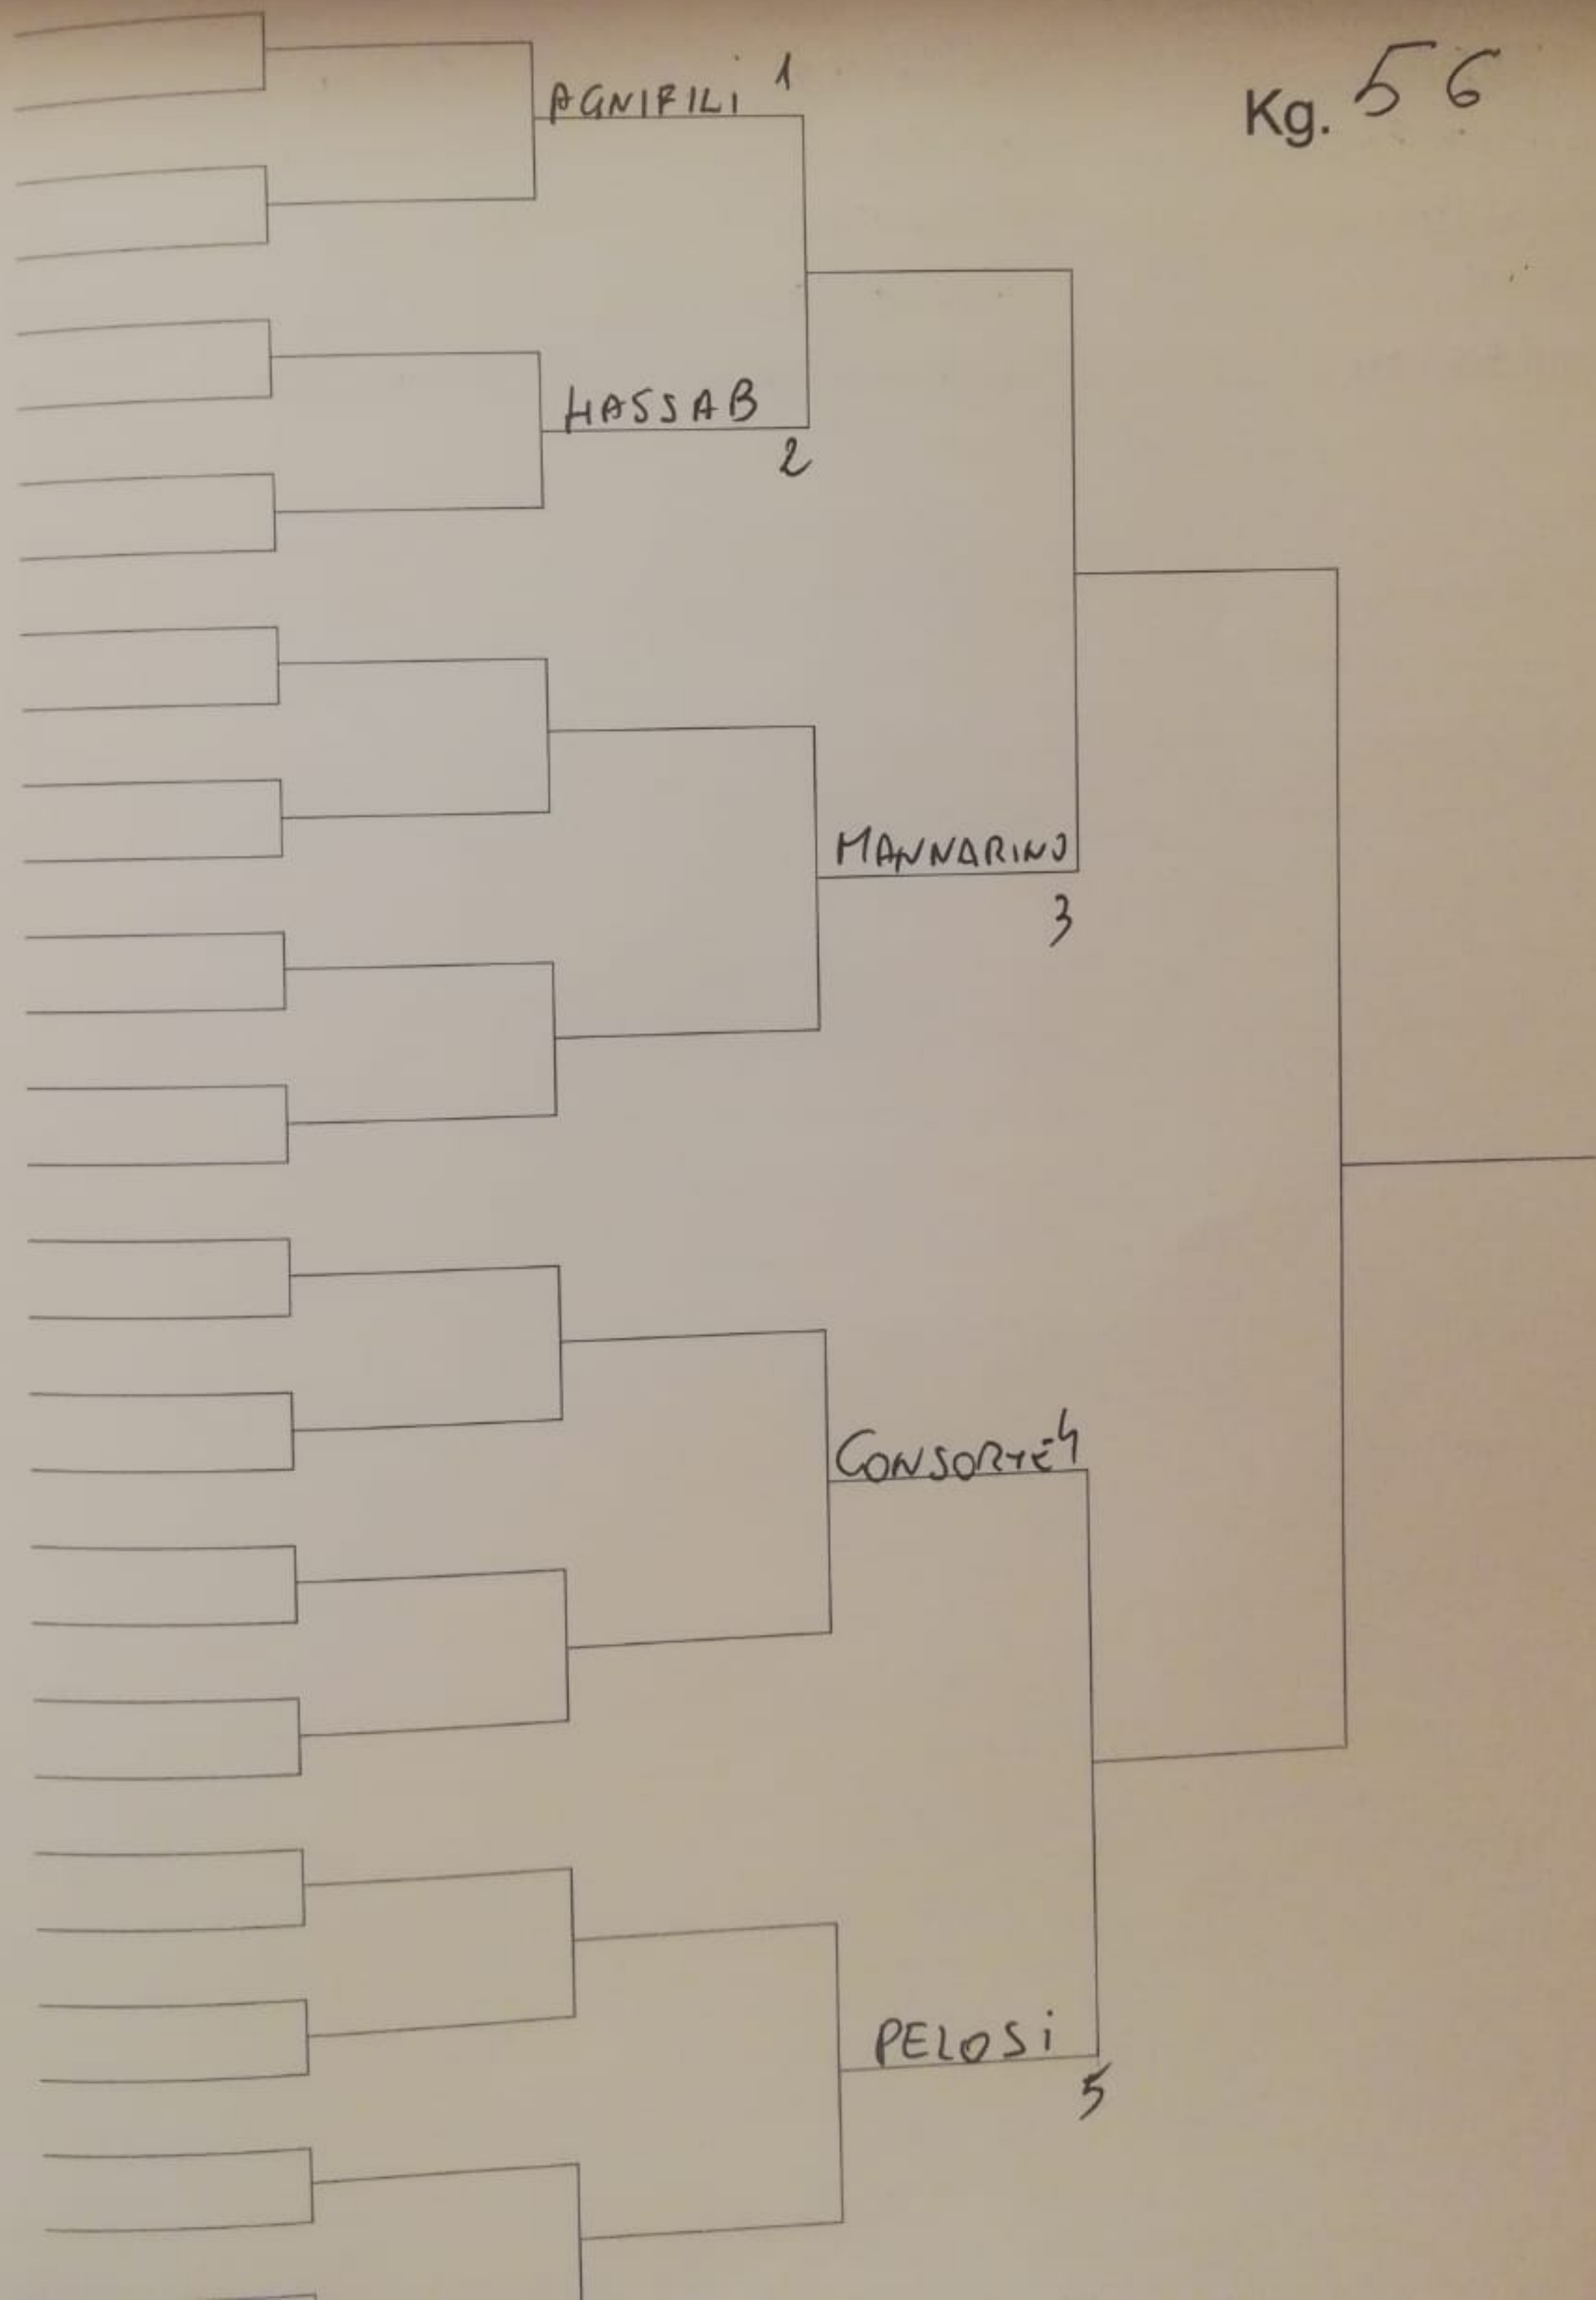 Kg. 56
AGNIFILI 1
HASSAB
2
MANNARINO
3
CONSORTE 4
PELOSi
5